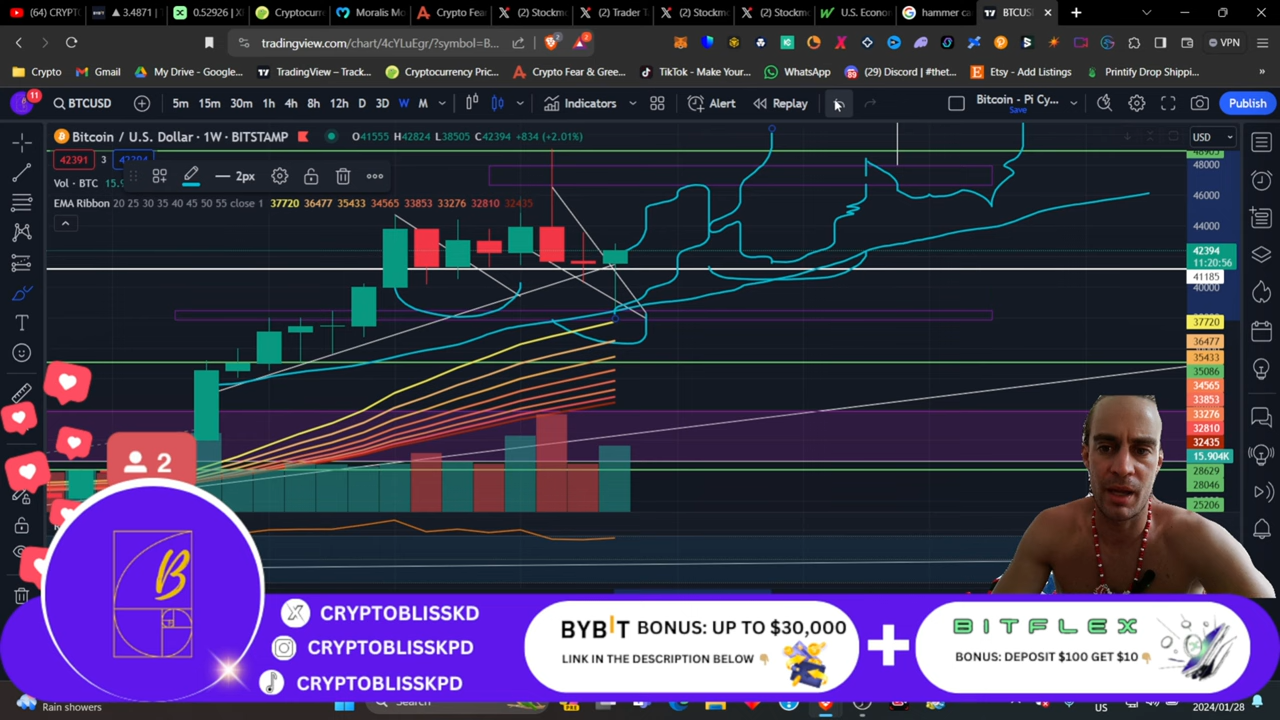 (64) CRYPT
3.4871
0.52926 | X
Cryptocurr
Moralis Mo
Crypto Fea
(2) Stockm
(2) Trader T
(2) Stockm
(2) Stockm
U.S. Econo
hammer ca
BTCUS
tradingview.com/chart/4cYLuEgr/?symbol=B...
VPN
Crypto
Gmail
My Drive - Google...
TradingView – Track...
Cryptocurrency Pric...
Crypto Fear & Gree...
TikTok - Make Your...
WhatsApp
(29) Discord | #thet...
Etsy - Add Listings
Printify Drop Shippi...
11
BTCUSD
5m
15m
30m
1h
4h
8h
12h
D
3D
W
M
Indicators
Alert
Replay
Bitcoin - Pi Cy...
Save
Publish
Bitcoin / U.S. Dollar · 1W · BITSTAMP
O41555 H42824 L38505 C42394 +834 (+2.01%)
USD
42391
3
42394
2px
Vol · BTC
EMA Ribbon 20 25 30 35 40 45 50 55 close 1 37720 36477 35433 34565 33853 33276 32810 32435
48000
46000
44000
42394
11:20:56
41185
40000
37720
36477
35433
35086
34565
33853
33276
32810
32435
15.904K
28629
28046
25206
2
B
CRYPTOBLISSKD
CRYPTOBLISSKPD
CRYPTOBLISSKPD
BYBIT BONUS: UP TO $30,000
LINK IN THE DESCRIPTION BELOW
BITFLEX
BONUS: DEPOSIT $100 GET $10
Rain showers
Search
US
2024/01/28